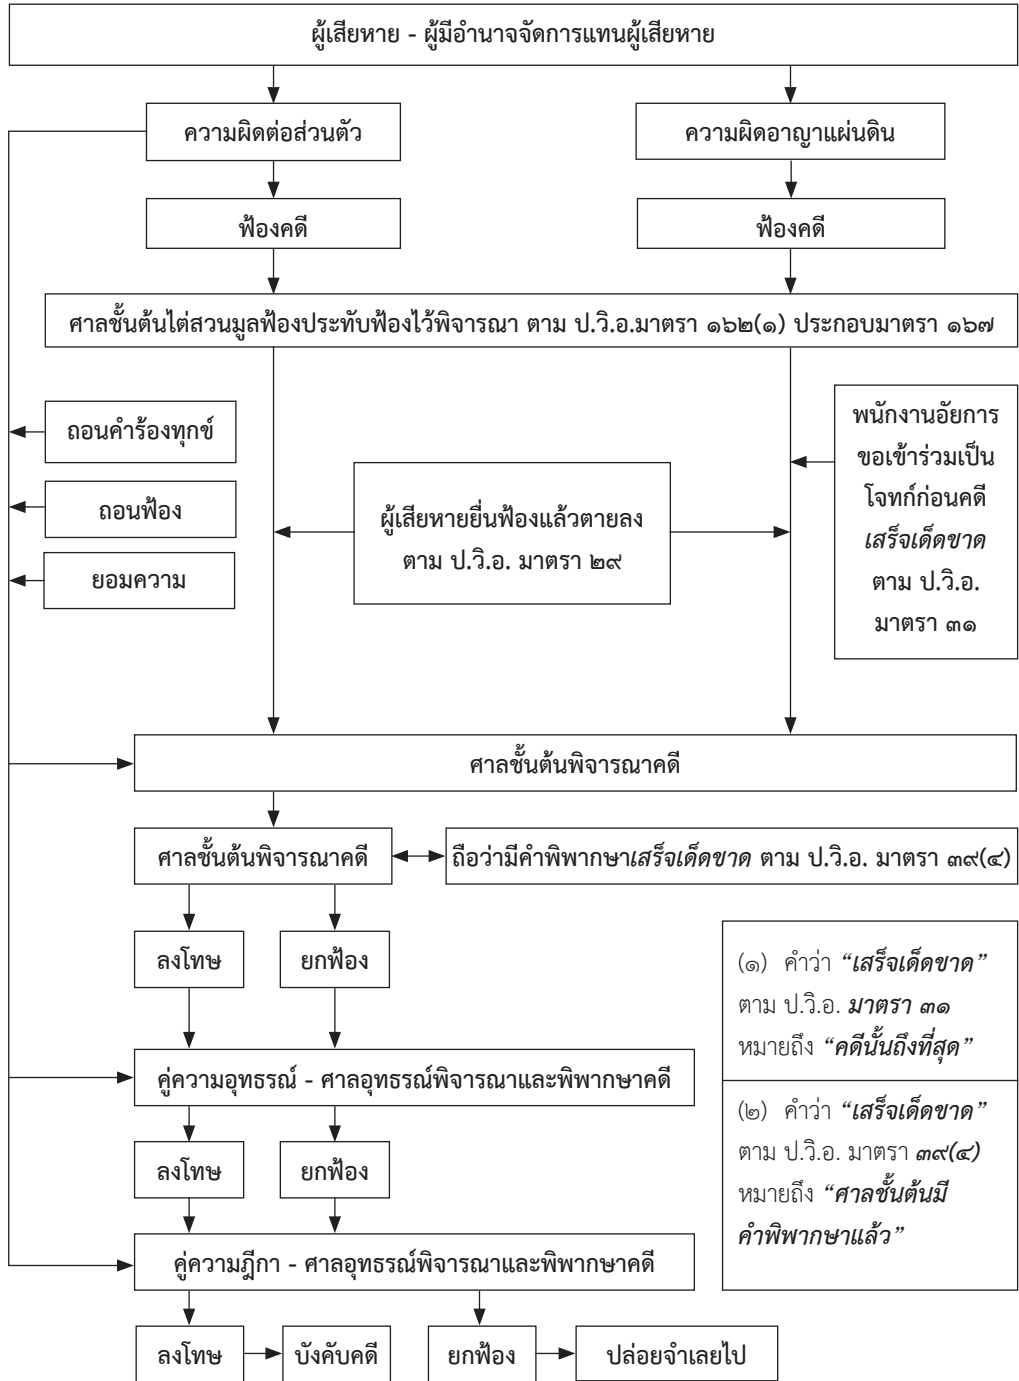 ผู้เสียหาย - ผู้มีอำนาจจัดการแทนผู้เสียหาย
ความผิดต่อส่วนตัว
ความผิดอาญาแผ่นดิน
ฟ้องคดี
ฟ้องคดี
ศาลชั้นต้นไต่สวนมูลฟ้องประทับฟ้องไว้พิจารณา ตาม ป.วิ.อ.มาตรา ๑๖๒(๑) ประกอบมาตรา ๑๖๗
ถอนคำร้องทุกข์
ถอนฟ้อง
ยอมความ
ผู้เสียหายยื่นฟ้องแล้วตายลง
ตาม ป.วิ.อ. มาตรา ๒๙
พนักงานอัยการ
ขอเข้าร่วมเป็น
โจทก์ก่อนคดี
เสร็จเด็ดขาด
ตาม ป.วิ.อ.
มาตรา ๓๑
ศาลชั้นต้นพิจารณาคดี
ศาลชั้นต้นพิจารณาคดี
ถือว่ามีคำพิพากษาเสร็จเด็ดขาด ตาม ป.วิ.อ. มาตรา ๓๙(๔)
ลงโทษ
ยกฟ้อง
(๑) คำว่า “เสร็จเด็ดขาด”
ตาม ป.วิ.อ. มาตรา ๓๑
หมายถึง “คดีนั้นถึงที่สุด”
(๒) คำว่า “เสร็จเด็ดขาด”
ตาม ป.วิ.อ. มาตรา ๓๙(๔)
หมายถึง “ศาลชั้นต้นมี
คำพิพากษาแล้ว”
คู่ความอุทธรณ์ - ศาลอุทธรณ์พิจารณาและพิพากษาคดี
ลงโทษ
ยกฟ้อง
คู่ความฎีกา - ศาลอุทธรณ์พิจารณาและพิพากษาคดี
ลงโทษ
บังคับคดี
ยกฟ้อง
ปล่อยจำเลยไป